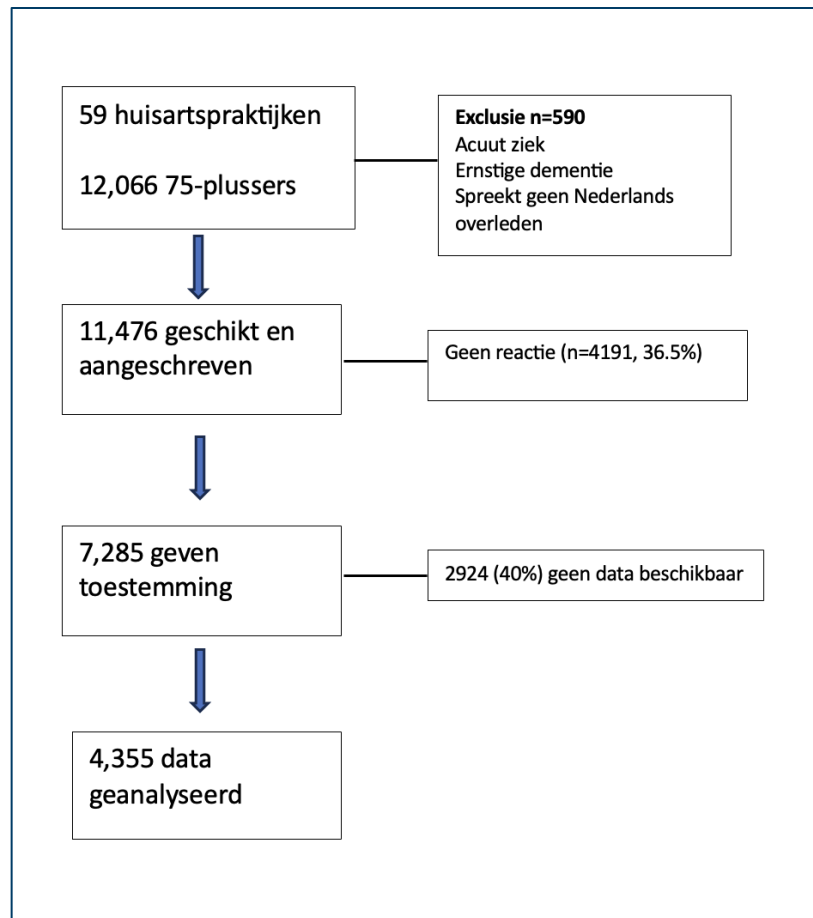 59 huisartspraktijken
12,066 75-plussers
Exclusie n=590
Acuut ziek
Ernstige dementie
Spreekt geen Nederlands
overleden
11,476 geschikt en
aangeschreven
Geen reactie (n=4191, 36.5%)
7,285 geven
toestemming
2924 (40%) geen data beschikbaar
4,355 data
geanalyseerd